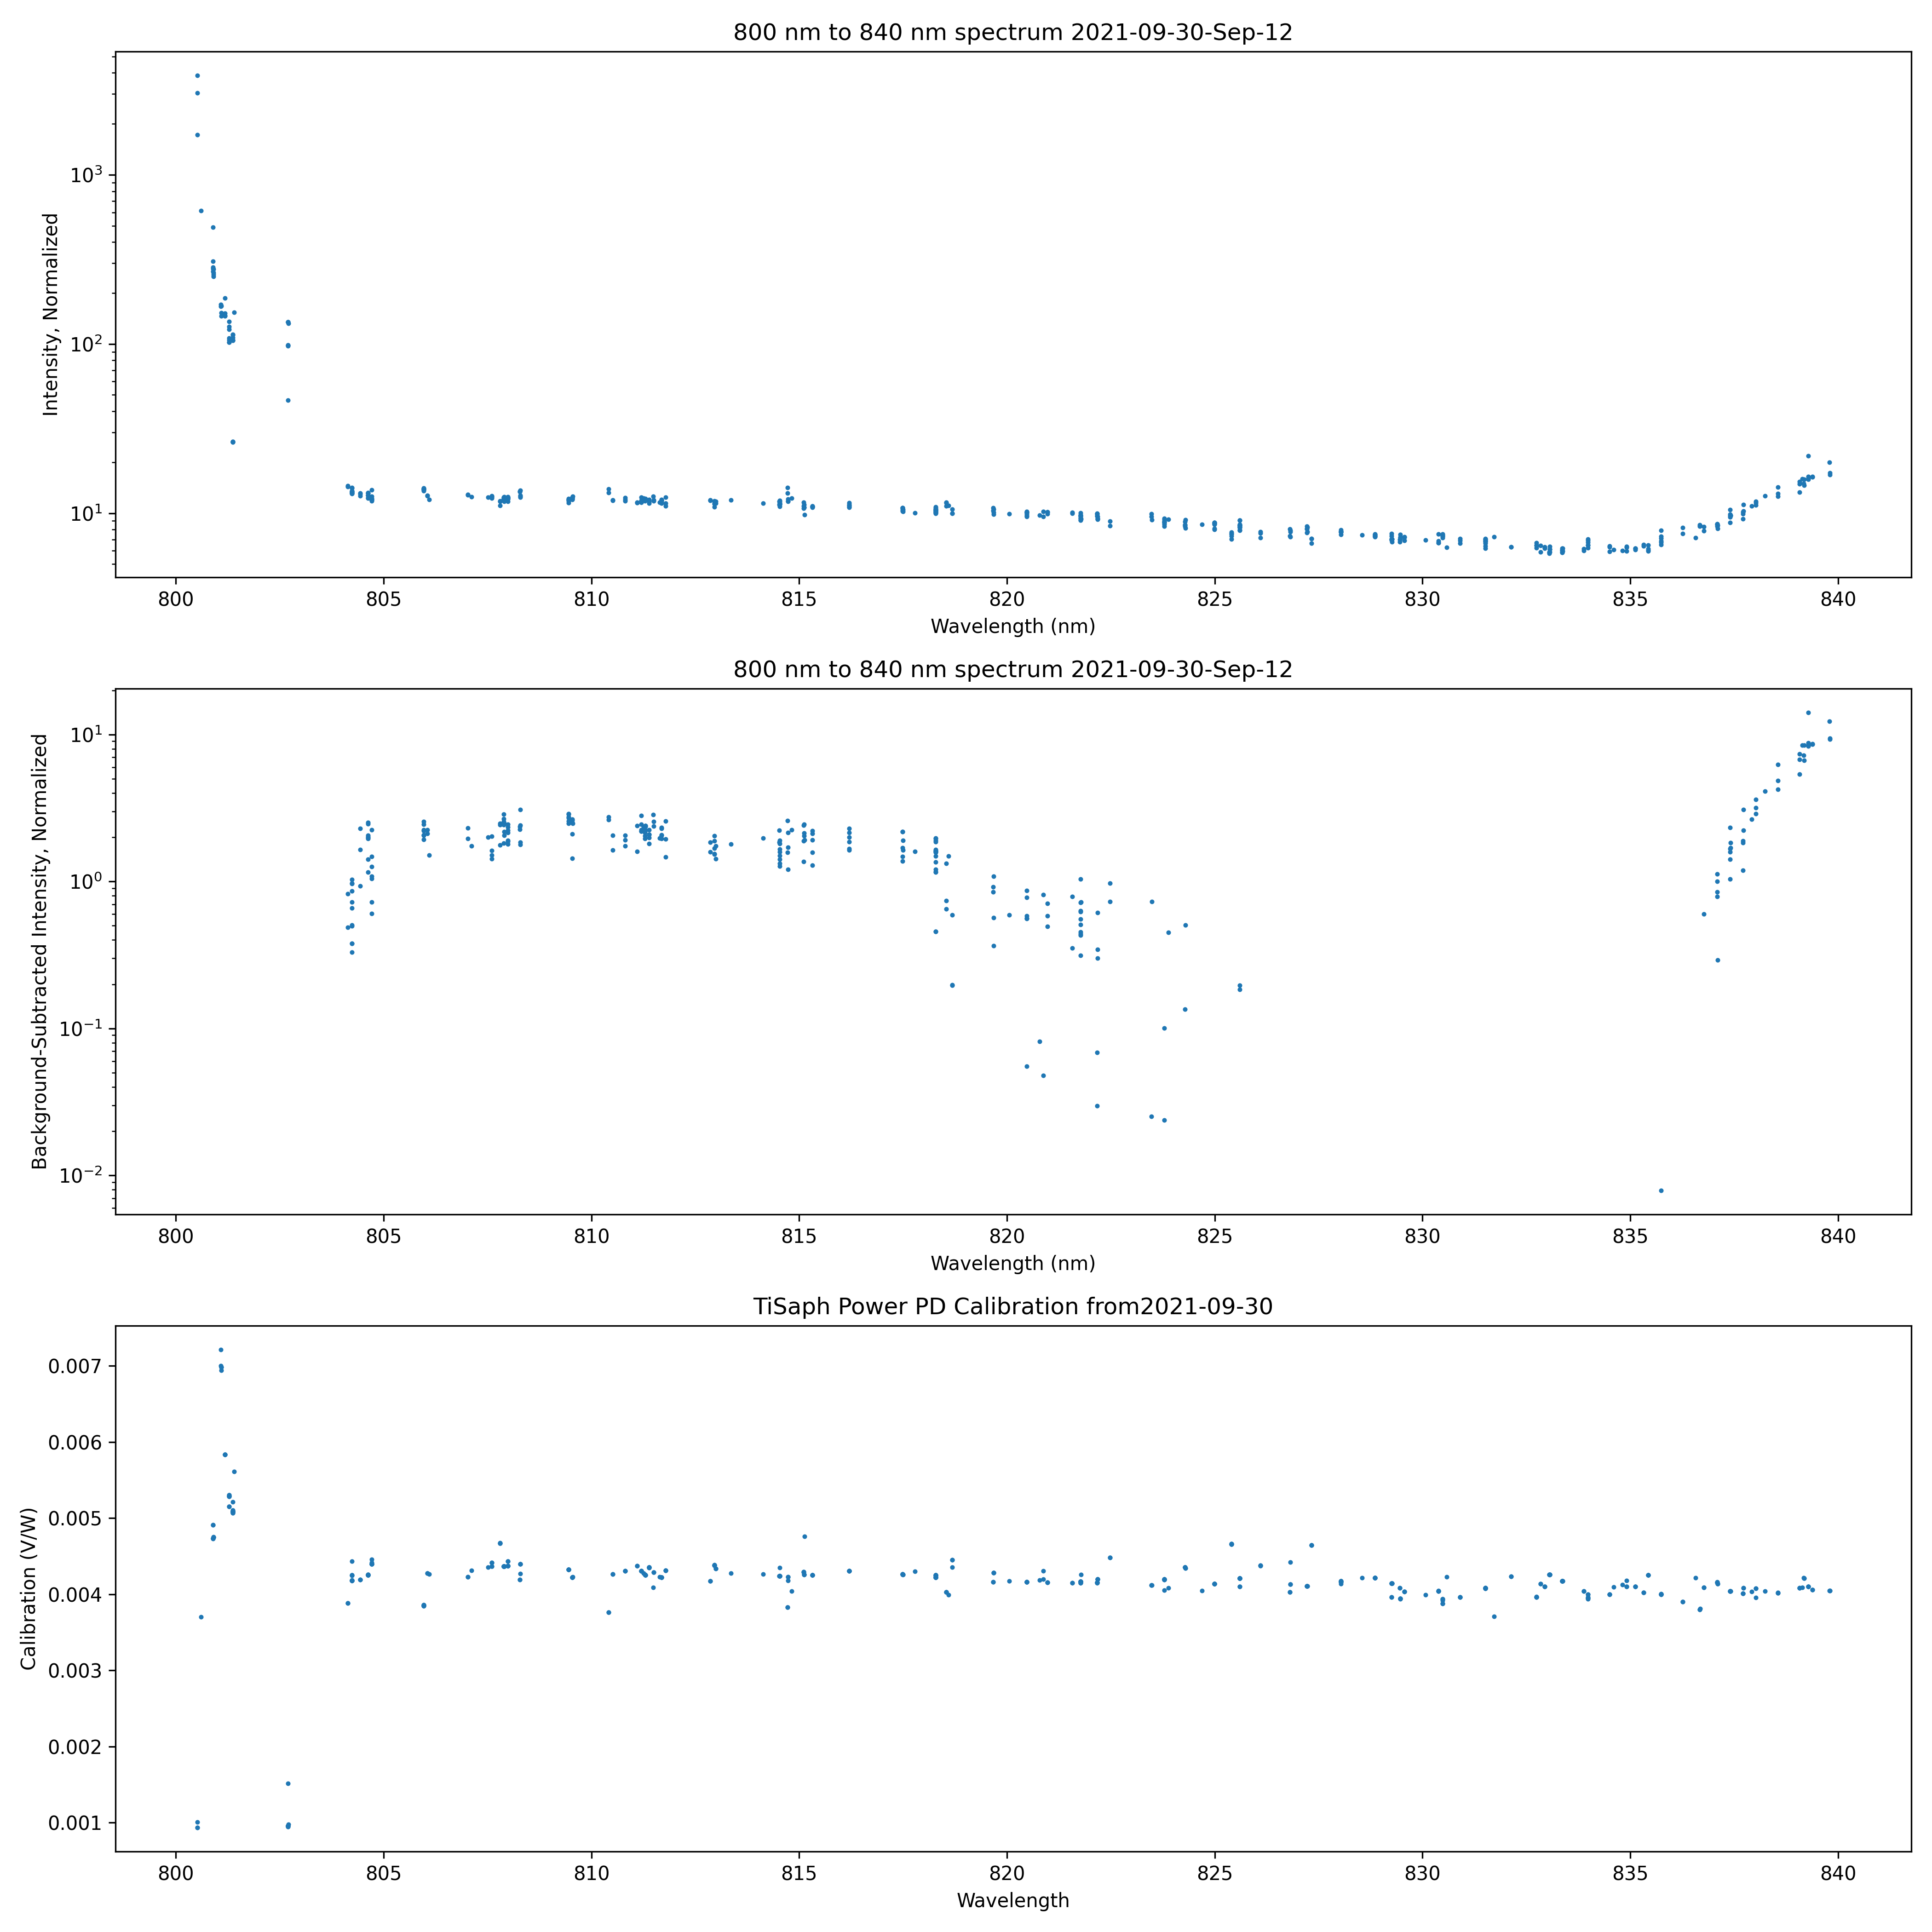 800 nm to 840 nm spectrum 2021-09-30-Sep-12
Intensity, Normalized
10³
10²
10¹
800 805 810 815 820 825 830 835 840
Wavelength (nm)
800 nm to 840 nm spectrum 2021-09-30-Sep-12
Background-Subtracted Intensity, Normalized
10¹
10⁰
10⁻¹
10⁻²
800 805 810 815 820 825 830 835 840
Wavelength (nm)
TiSaph Power PD Calibration from2021-09-30
Calibration (V/W)
0.007
0.006
0.005
0.004
0.003
0.002
0.001
800 805 810 815 820 825 830 835 840
Wavelength